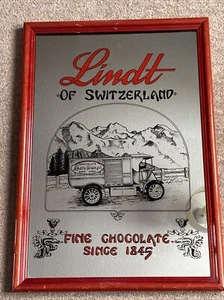 Lindt
OF SWITZERLAND
FINE CHOCOLATE
SINCE 1845